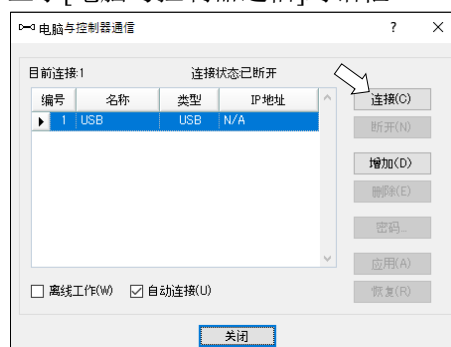 电脑与控制器通信 ? ×
目前连接:1 连接状态已断开
编号 名称 类型 IP地址
1 USB USB N/A
连接(C)
断开(N)
增加(D)
删除(E)
密码...
应用(A)
恢复(R)
离线工作(W) 自动连接(U)
关闭